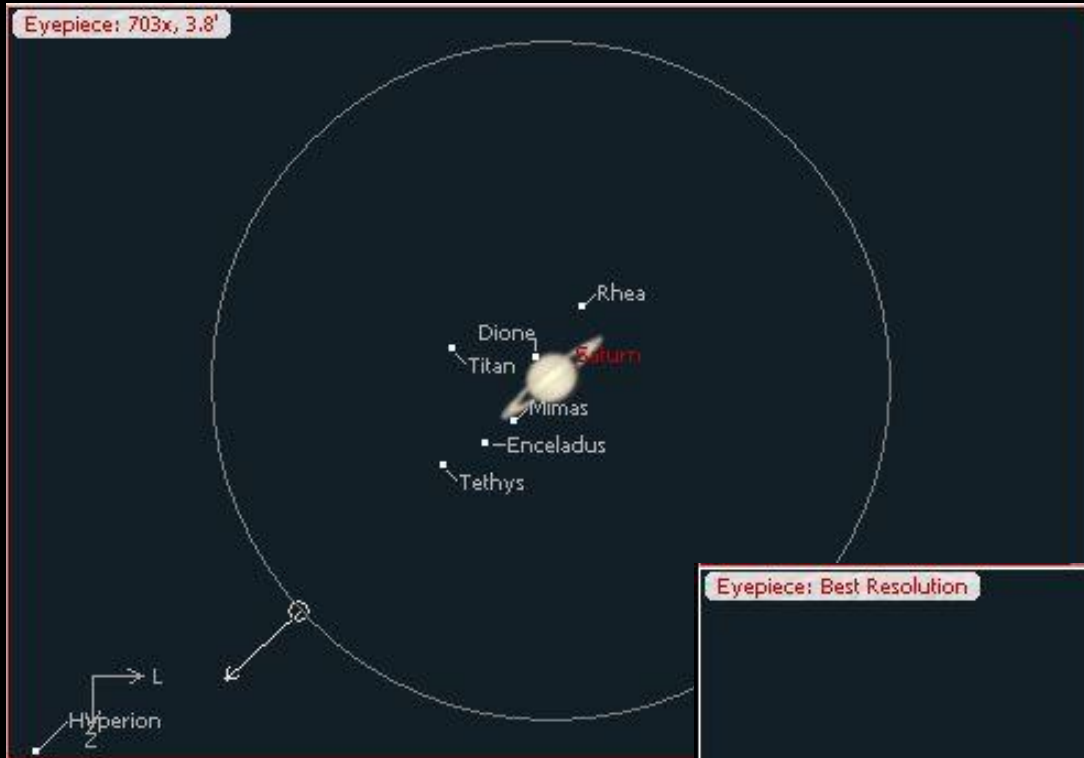 Eyepiece: 703x, 3.8'
Rhea
Dione
Saturn
Titan
Mimas
Enceladus
Tethys
Eyepiece: Best Resolution
L
Hyperion
Z